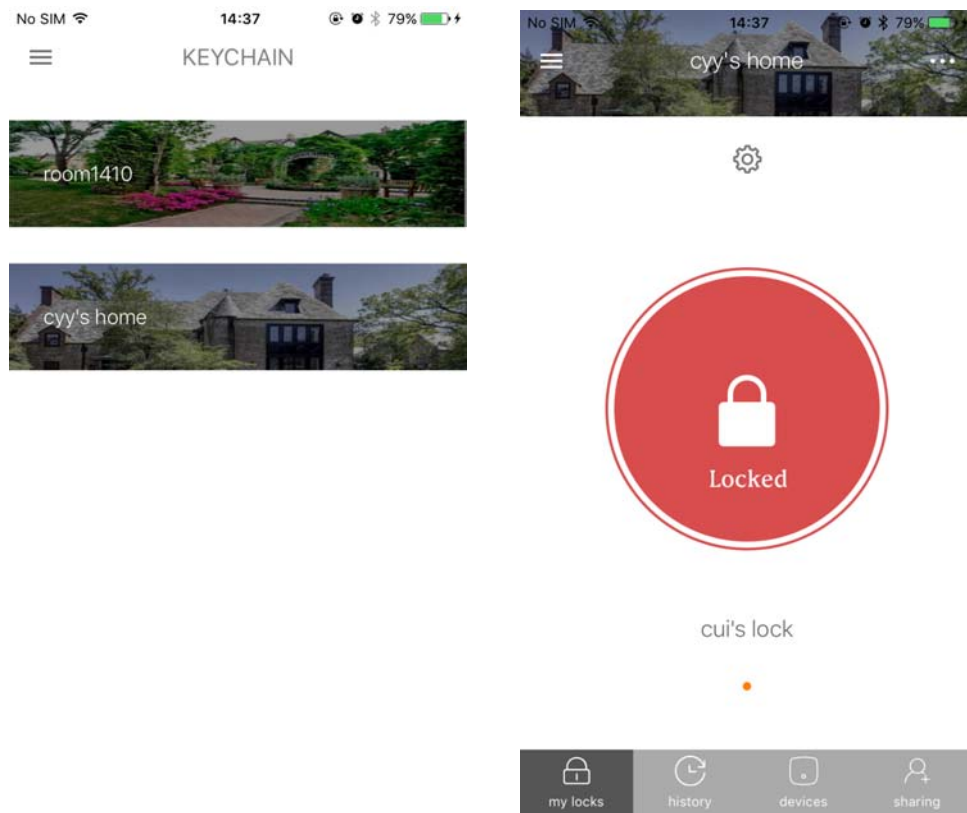 No SIM 14:37 79%
KEYCHAIN
room1410
cyy's home
No SIM 14:37 79%
cyy's home
Locked
cui's lock
my locks history devices sharing